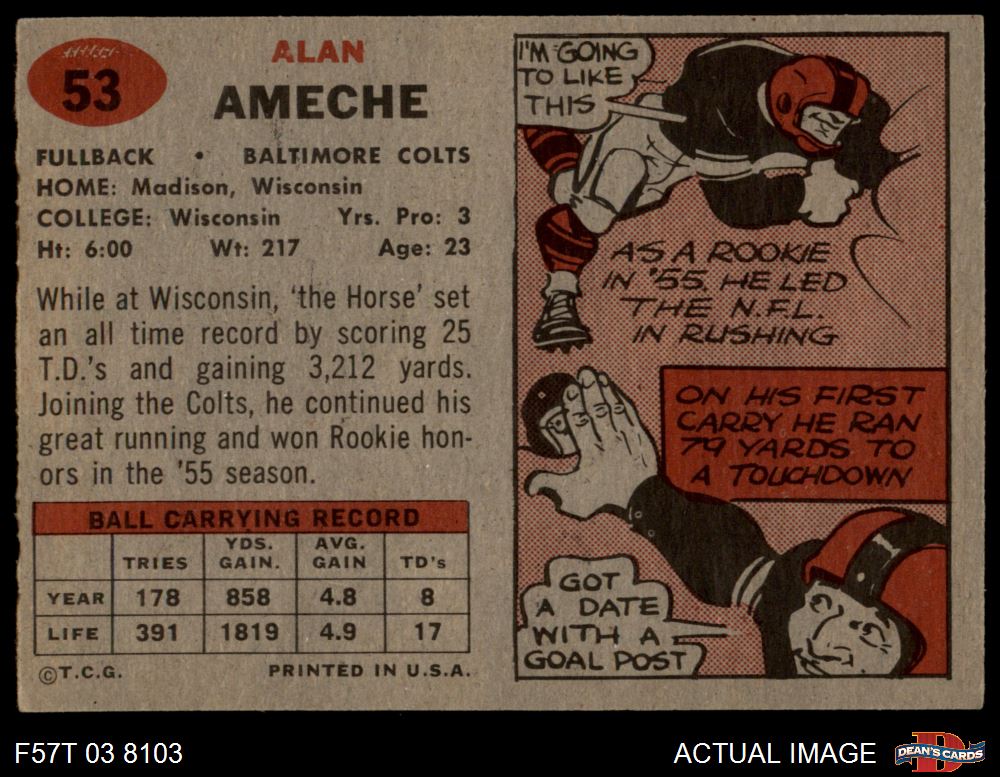 53
ALAN
AMECHE
FULLBACK • BALTIMORE COLTS
HOME: Madison, Wisconsin
COLLEGE: Wisconsin Yrs. Pro: 3
Ht: 6:00 Wt: 217 Age: 23
While at Wisconsin, 'the Horse' set
an all time record by scoring 25
T.D.'s and gaining 3,212 yards.
Joining the Colts, he continued his
great running and won Rookie hon-
ors in the '55 season.
BALL CARRYING RECORD
TRIES YDS. GAIN. AVG. GAIN TD's
YEAR 178 858 4.8 8
LIFE 391 1819 4.9 17
©T.C.G. PRINTED IN U.S.A.
I'M GOING
TO LIKE
THIS
AS A ROOKIE
IN '55, HE LED
THE N.F.L.
IN RUSHING
ON HIS FIRST
CARRY HE RAN
79 YARDS TO
A TOUCHDOWN
GOT
A DATE
WITH A
GOAL POST
F57T 03 8103
ACTUAL IMAGE
D
DEAN'S CARDS